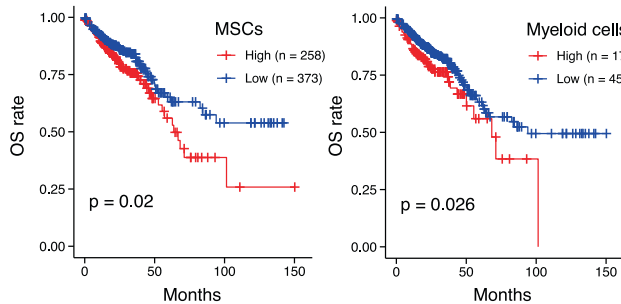 MSCs
High (n = 258)
Low (n = 373)
OS rate
1.00
0.75
0.50
0.25
0.00
p = 0.02
0
50
100
150
Months
Myeloid cells
High (n = 17
Low (n = 45
OS rate
1.00
0.75
0.50
0.25
0.00
p = 0.026
0
50
100
150
Months